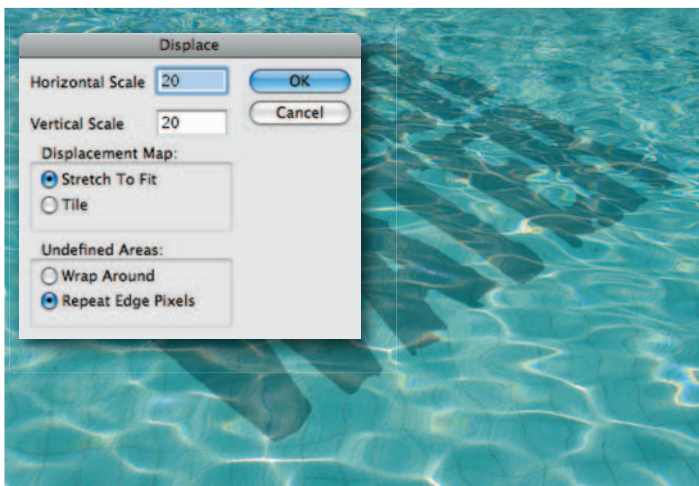 Displace
Horizontal Scale 20
OK
Vertical Scale 20
Cancel
Displacement Map:
Stretch To Fit
Tile
Undefined Areas:
Wrap Around
Repeat Edge Pixels